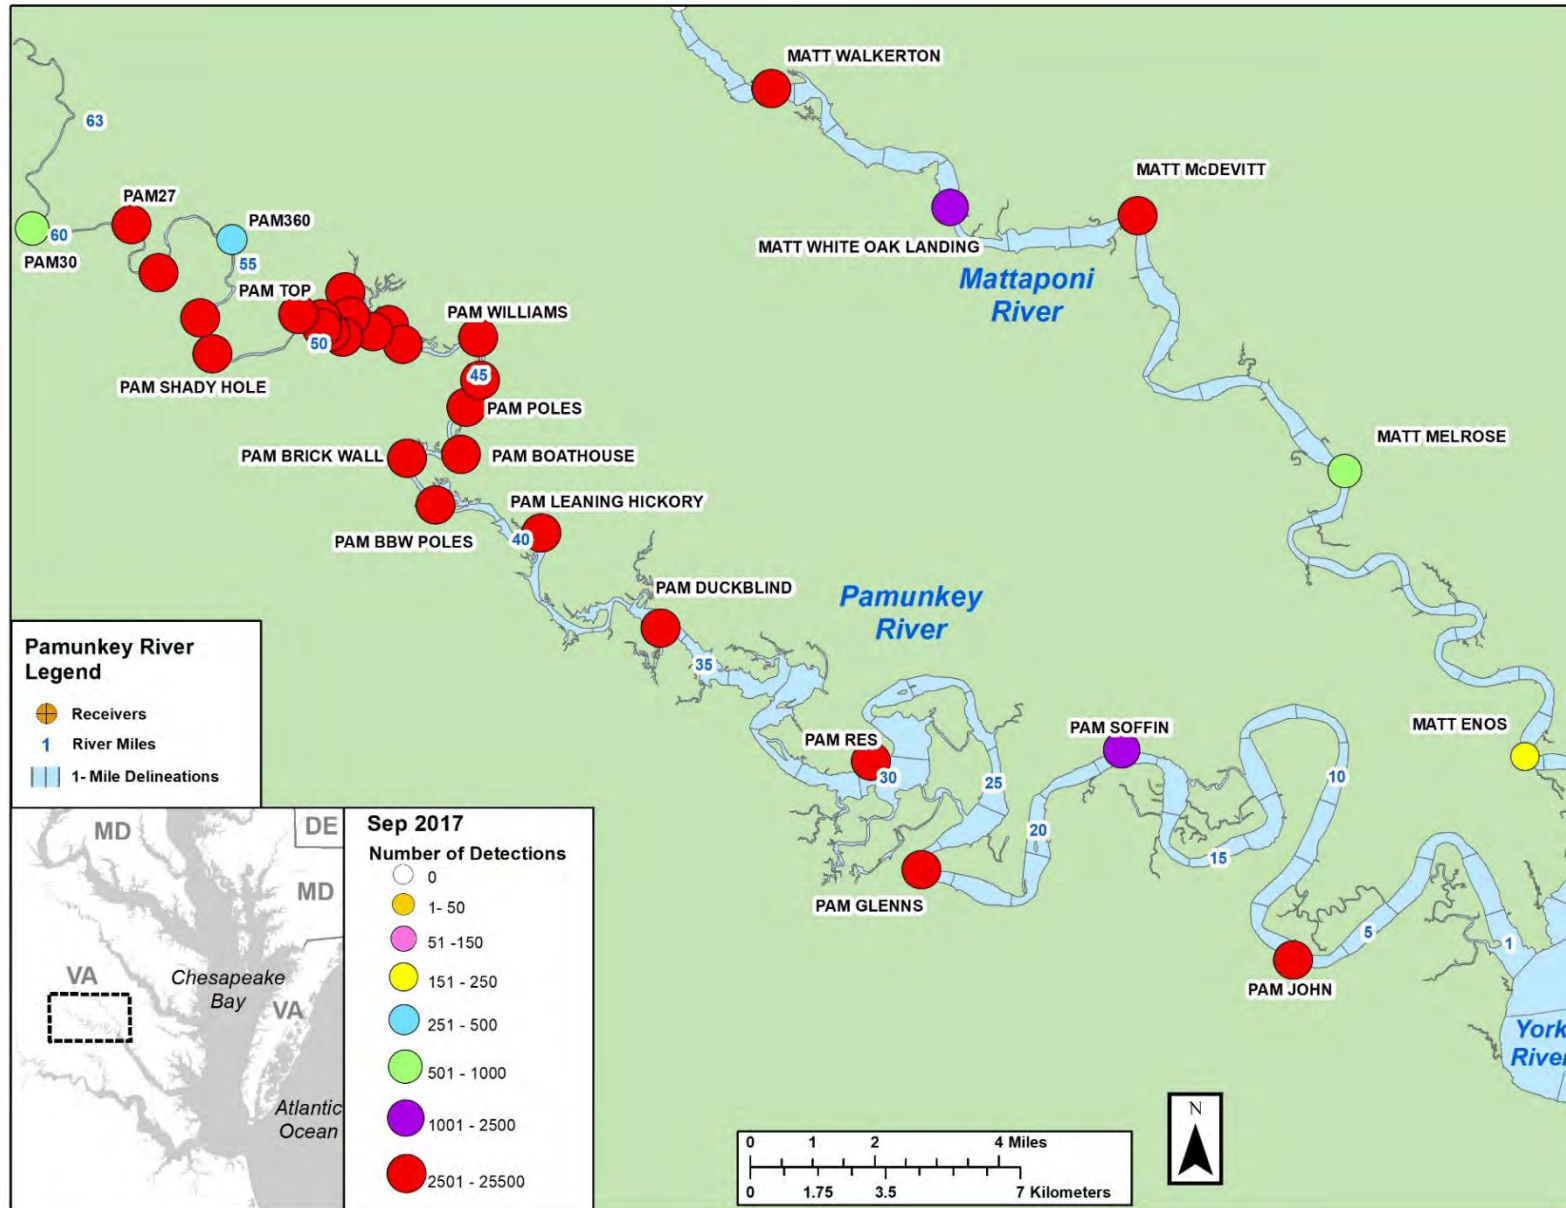 MATT WALKERTON
63
MATT McDEVITT
PAM27
PAM360
60
PAM30
55
MATT WHITE OAK LANDING
PAM TOP
Mattaponi
River
PAM WILLIAMS
50
PAM SHADY HOLE
45
PAM POLES
MATT MELROSE
PAM BRICK WALL
PAM BOATHOUSE
PAM LEANING HICKORY
40
PAM BBW POLES
PAM DUCKBLIND
Pamunkey
River
35
PAM SOFFIN
MATT ENOS
PAM RES
30
25
10
20
15
PAM GLENNS
5
1
PAM JOHN
York
River
Pamunkey River
Legend
Receivers
1 River Miles
1- Mile Delineations
MD
DE
MD
VA
Chesapeake
Bay
VA
Atlantic
Ocean
Sep 2017
Number of Detections
0
1- 50
51 -150
151 - 250
251 - 500
501 - 1000
1001 - 2500
2501 - 25500
N
0 1 2 4 Miles
0 1.75 3.5 7 Kilometers